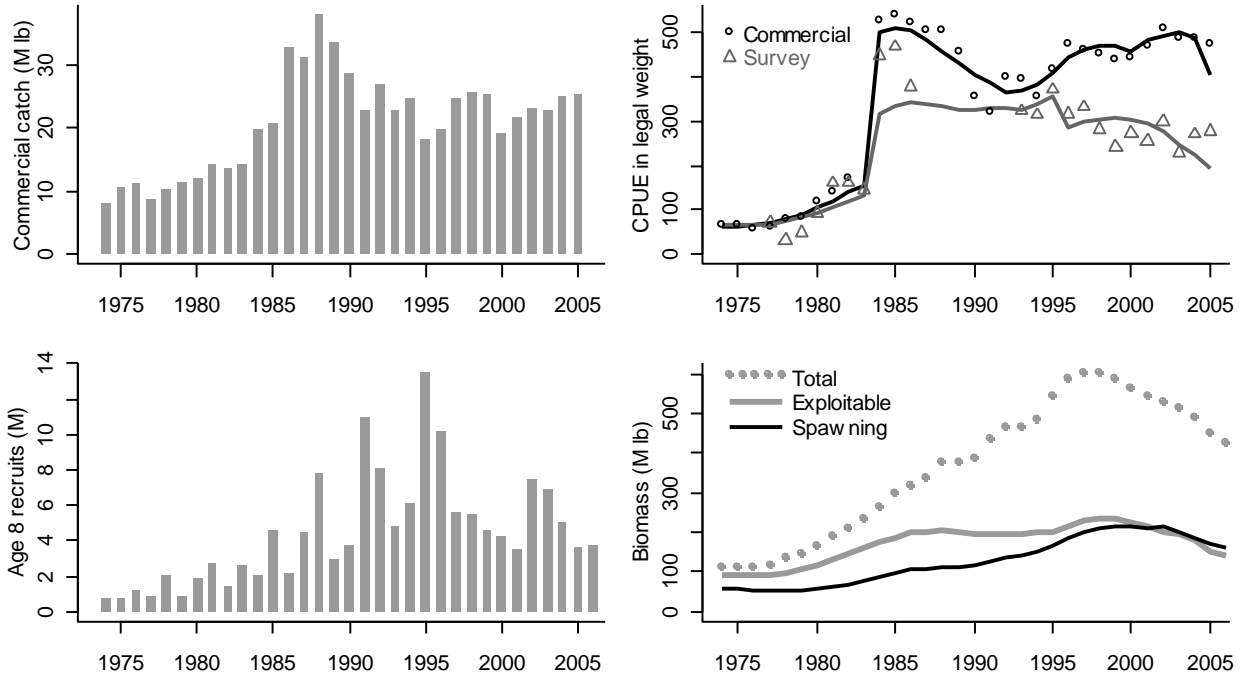 Commercial catch (M lb)
30
20
10
0
1975 1980 1985 1990 1995 2000 2005
CPUE in legal weight
500
300
100
0
Commercial
Survey
1975 1980 1985 1990 1995 2000 2005
Age 8 recruits (M)
14
10
8
6
4
2
0
1975 1980 1985 1990 1995 2000 2005
Biomass (M lb)
500
300
100
0
Total
Exploitable
Spaw ning
1975 1980 1985 1990 1995 2000 2005